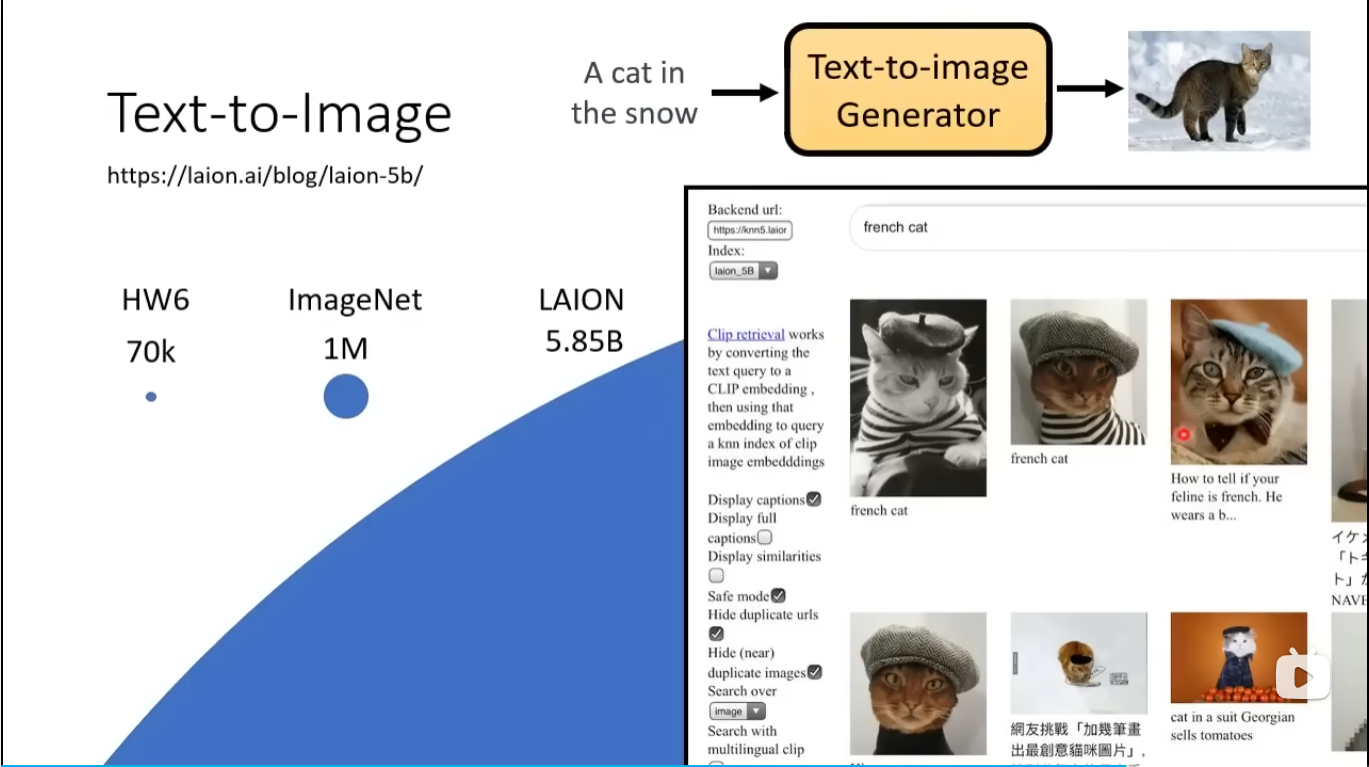 Text-to-Image
https://laion.ai/blog/laion-5b/
A cat in
the snow
Text-to-image
Generator
HW6
70k
ImageNet
1M
LAION
5.85B
Backend url:
https://knn5.laior
Index:
laion_5B
french cat
Clip retrieval works
by converting the
text query to a
CLIP embedding ,
then using that
embedding to query
a knn index of clip
image embedddings
Display captions
Display full
captions
Display similarities
Safe mode
Hide duplicate urls
Hide (near)
duplicate images
Search over
image
Search with
multilingual clip
french cat
french cat
How to tell if your
feline is french. He
wears a b...
イケ
「ト
ト」
NAVE
網友挑戰「加幾筆畫
出最創意貓咪圖片」,
cat in a suit Georgian
sells tomatoes